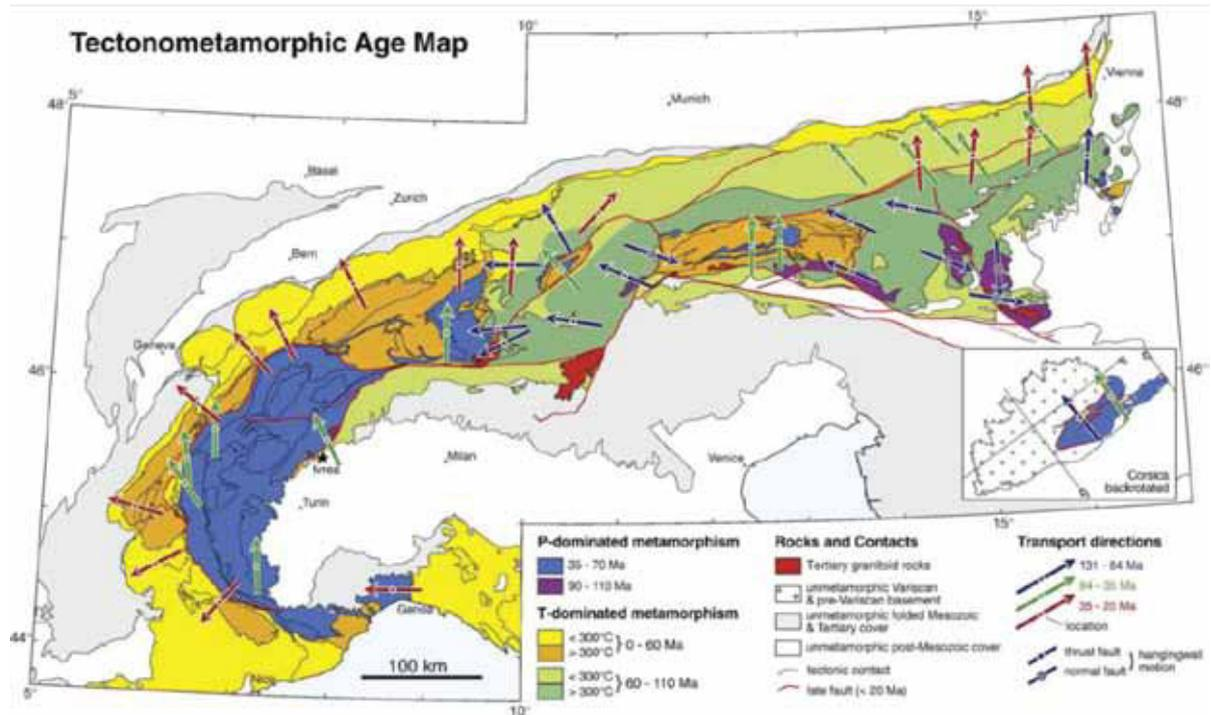 Tectonometamorphic Age Map
10°
15°
48°
5°
Munich
Vienna
48°
Basel
Zurich
Bern
Geneva
46°
46°
Ivrea
Milan
Venice
Turin
Corsica
backrotated
Genoa
44°
Nice
5°
10°
15°
100 km
P-dominated metamorphism
35 - 70 Ma
90 - 110 Ma
T-dominated metamorphism
< 300°C
> 300°C
0 - 60 Ma
< 300°C
> 300°C
60 - 110 Ma
Rocks and Contacts
Tertiary granitoid rocks
unmetamorphic Variscan
& pre-Variscan basement
unmetamorphic folded Mesozoic
& Tertiary cover
unmetamorphic post-Mesozoic cover
tectonic contact
late fault (< 20 Ma)
Transport directions
131 - 84 Ma
84 - 35 Ma
35 - 20 Ma
location
thrust fault
normal fault
hangingwall
motion